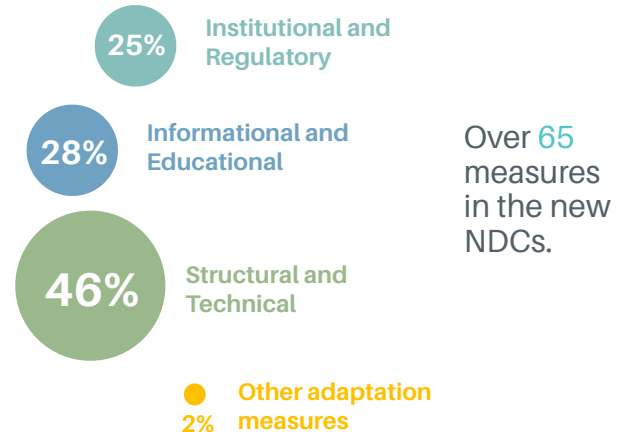 25%
Institutional and
Regulatory
28%
Informational and
Educational
Over 65
measures
in the new
NDCs.
46%
Structural and
Technical
2%
Other adaptation
measures